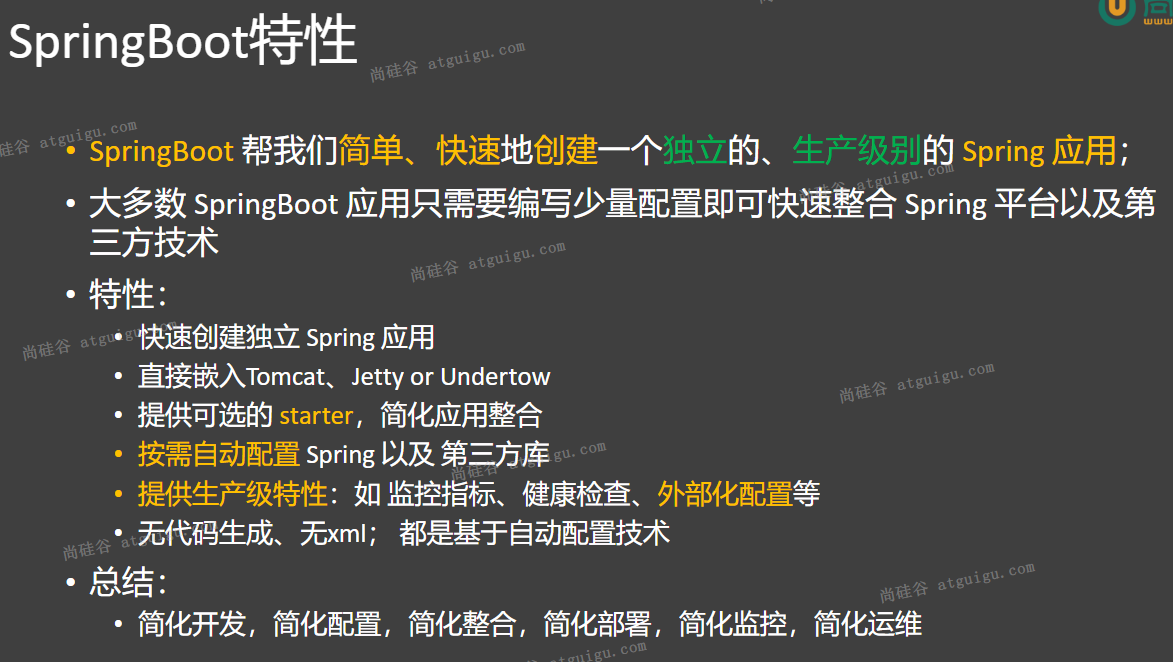 SpringBoot特性
• SpringBoot 帮我们简单、快速地创建一个独立的、生产级别的 Spring 应用；
• 大多数 SpringBoot 应用只需要编写少量配置即可快速整合 Spring 平台以及第
三方技术
• 特性：
• 快速创建独立 Spring 应用
• 直接嵌入Tomcat、Jetty or Undertow
• 提供可选的 starter，简化应用整合
• 按需自动配置 Spring 以及 第三方库
• 提供生产级特性：如 监控指标、健康检查、外部化配置等
• 无代码生成、无xml； 都是基于自动配置技术
• 总结：
• 简化开发，简化配置，简化整合，简化部署，简化监控，简化运维
尚硅谷 atguigu.com